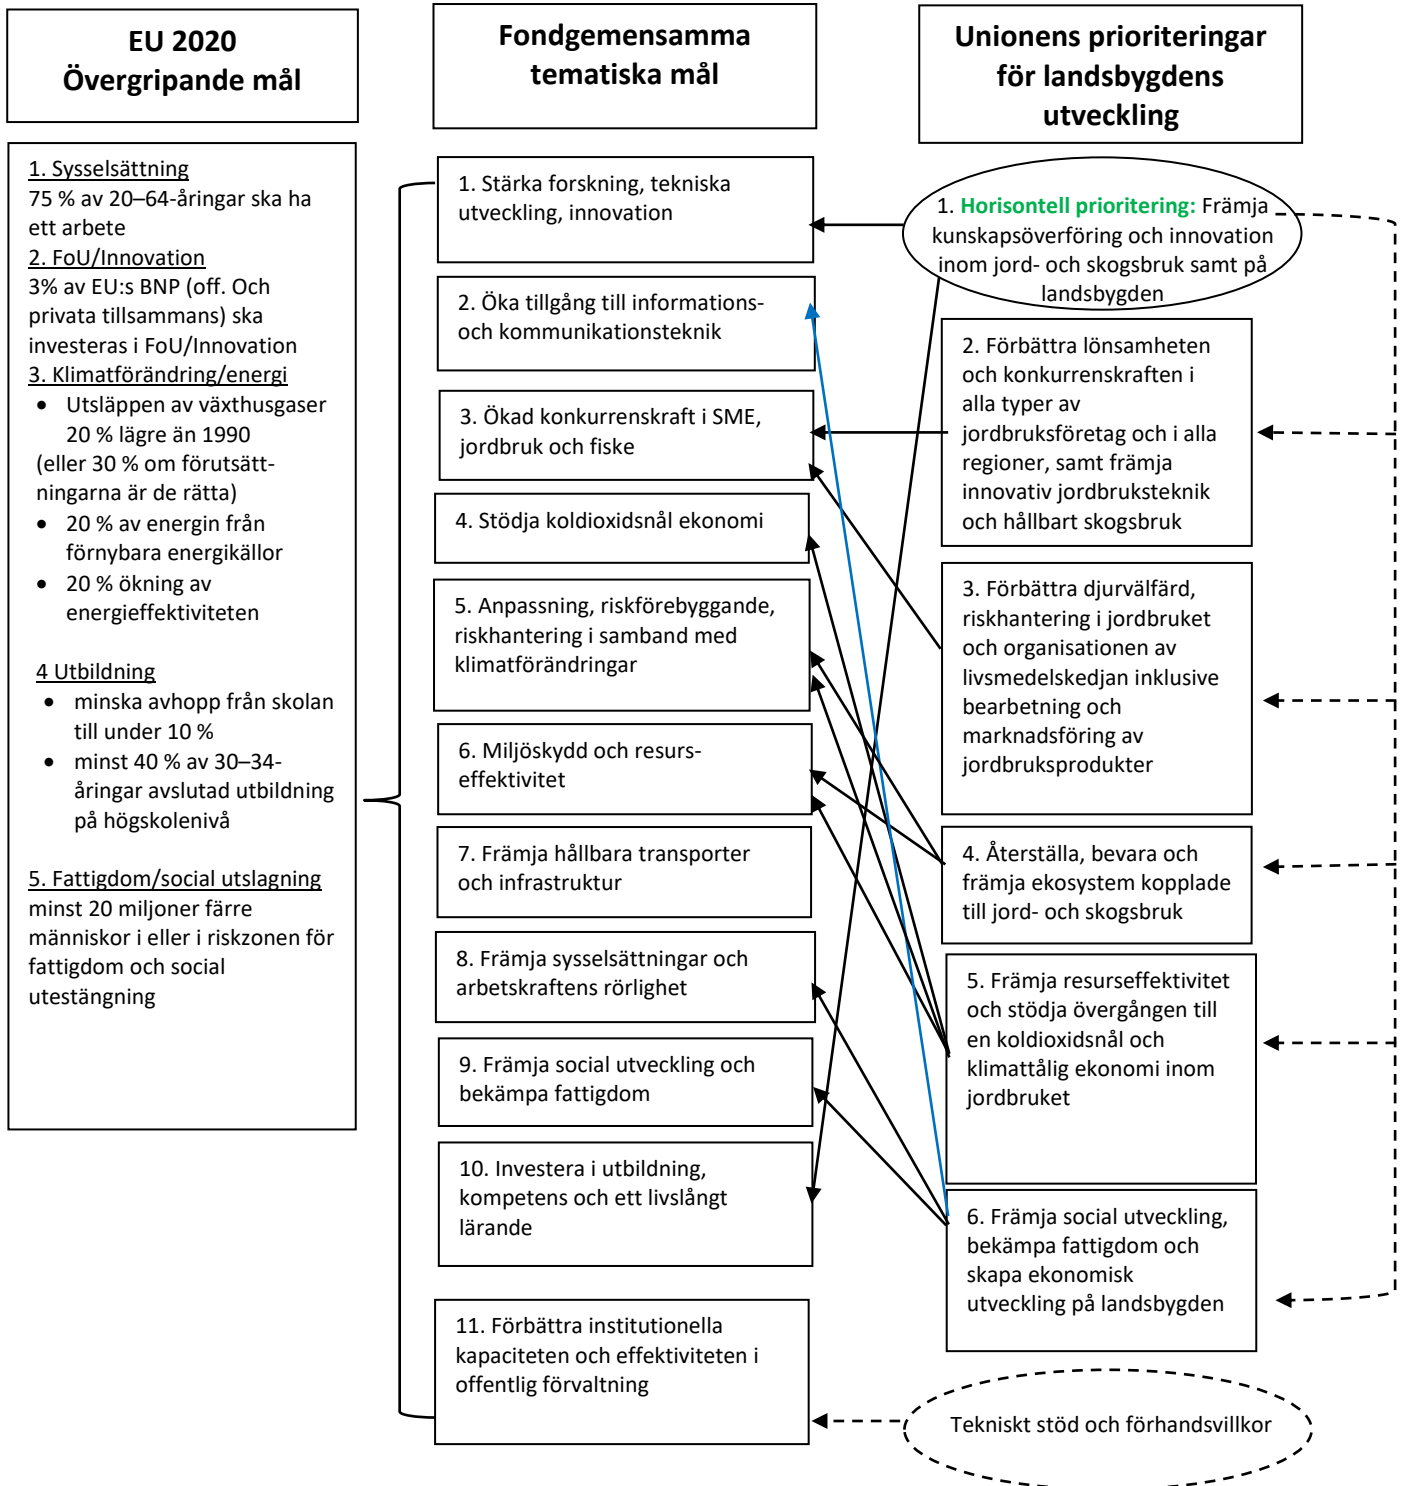 EU 2020
Övergripande mål
1. Sysselsättning
75 % av 20–64-åringar ska ha
ett arbete
2. FoU/Innovation
3% av EU:s BNP (off. Och
privata tillsammans) ska
investeras i FoU/Innovation
3. Klimatförändring/energi
• Utsläppen av växthusgaser
20 % lägre än 1990
(eller 30 % om förutsätt-
ningarna är de rätta)
• 20 % av energin från
förnybara energikällor
• 20 % ökning av
energieffektiviteten
4 Utbildning
• minska avhopp från skolan
till under 10 %
• minst 40 % av 30–34-
åringar avslutad utbildning
på högskolenivå
5. Fattigdom/social utslagning
minst 20 miljoner färre
människor i eller i riskzonen för
fattigdom och social
utestängning
Fondgemensamma
tematiska mål
1. Stärka forskning, tekniska
utveckling, innovation
2. Öka tillgång till informations-
och kommunikationsteknik
3. Ökad konkurrenskraft i SME,
jordbruk och fiske
4. Stödja koldioxidsnål ekonomi
5. Anpassning, riskförebyggande,
riskhantering i samband med
klimatförändringar
6. Miljöskydd och resurs-
effektivitet
7. Främja hållbara transporter
och infrastruktur
8. Främja sysselsättningar och
arbetskraftens rörlighet
9. Främja social utveckling och
bekämpa fattigdom
10. Investera i utbildning,
kompetens och ett livslångt
lärande
11. Förbättra institutionella
kapaciteten och effektiviteten i
offentlig förvaltning
Unionens prioriteringar
för landsbygdens
utveckling
1. Horisontell prioritering: Främja
kunskapsöverföring och innovation
inom jord- och skogsbruk samt på
landsbygden
2. Förbättra lönsamheten
och konkurrenskraften i
alla typer av
jordbruksföretag och i alla
regioner, samt främja
innovativ jordbruksteknik
och hållbart skogsbruk
3. Förbättra djurvälfärd,
riskhantering i jordbruket
och organisationen av
livsmedelskedjan inklusive
bearbetning och
marknadsföring av
jordbruksprodukter
4. Återställa, bevara och
främja ekosystem kopplade
till jord- och skogsbruk
5. Främja resurseffektivitet
och stödja övergången till
en koldioxidsnål och
klimattålig ekonomi inom
jordbruket
6. Främja social utveckling,
bekämpa fattigdom och
skapa ekonomisk
utveckling på landsbygden
Tekniskt stöd och förhandsvillkor